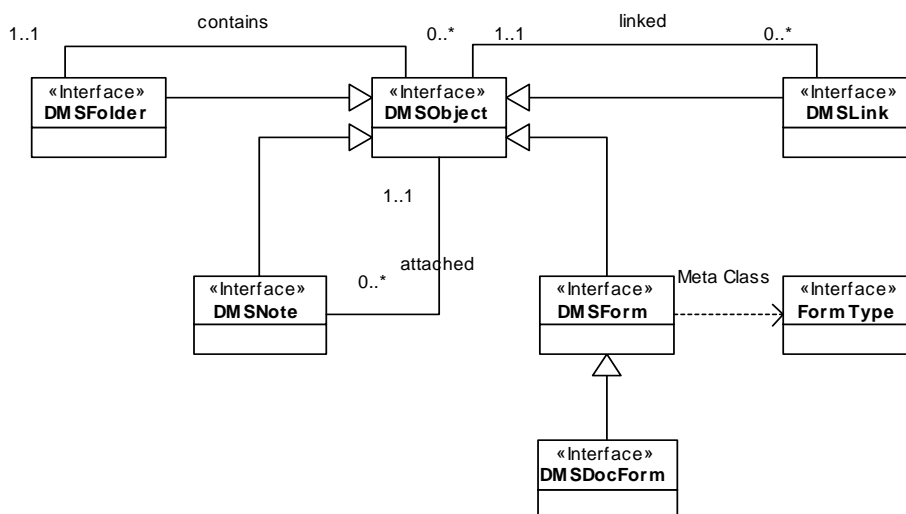 contains
linked
1..1
0..*
1..1
0..*
«Interface»
DMSFolder
«Interface»
DMSObject
«Interface»
DMSLink
1..1
attached
0..*
Meta Class
«Interface»
DMSNote
«Interface»
DMSForm
«Interface»
FormType
«Interface»
DMSDocForm